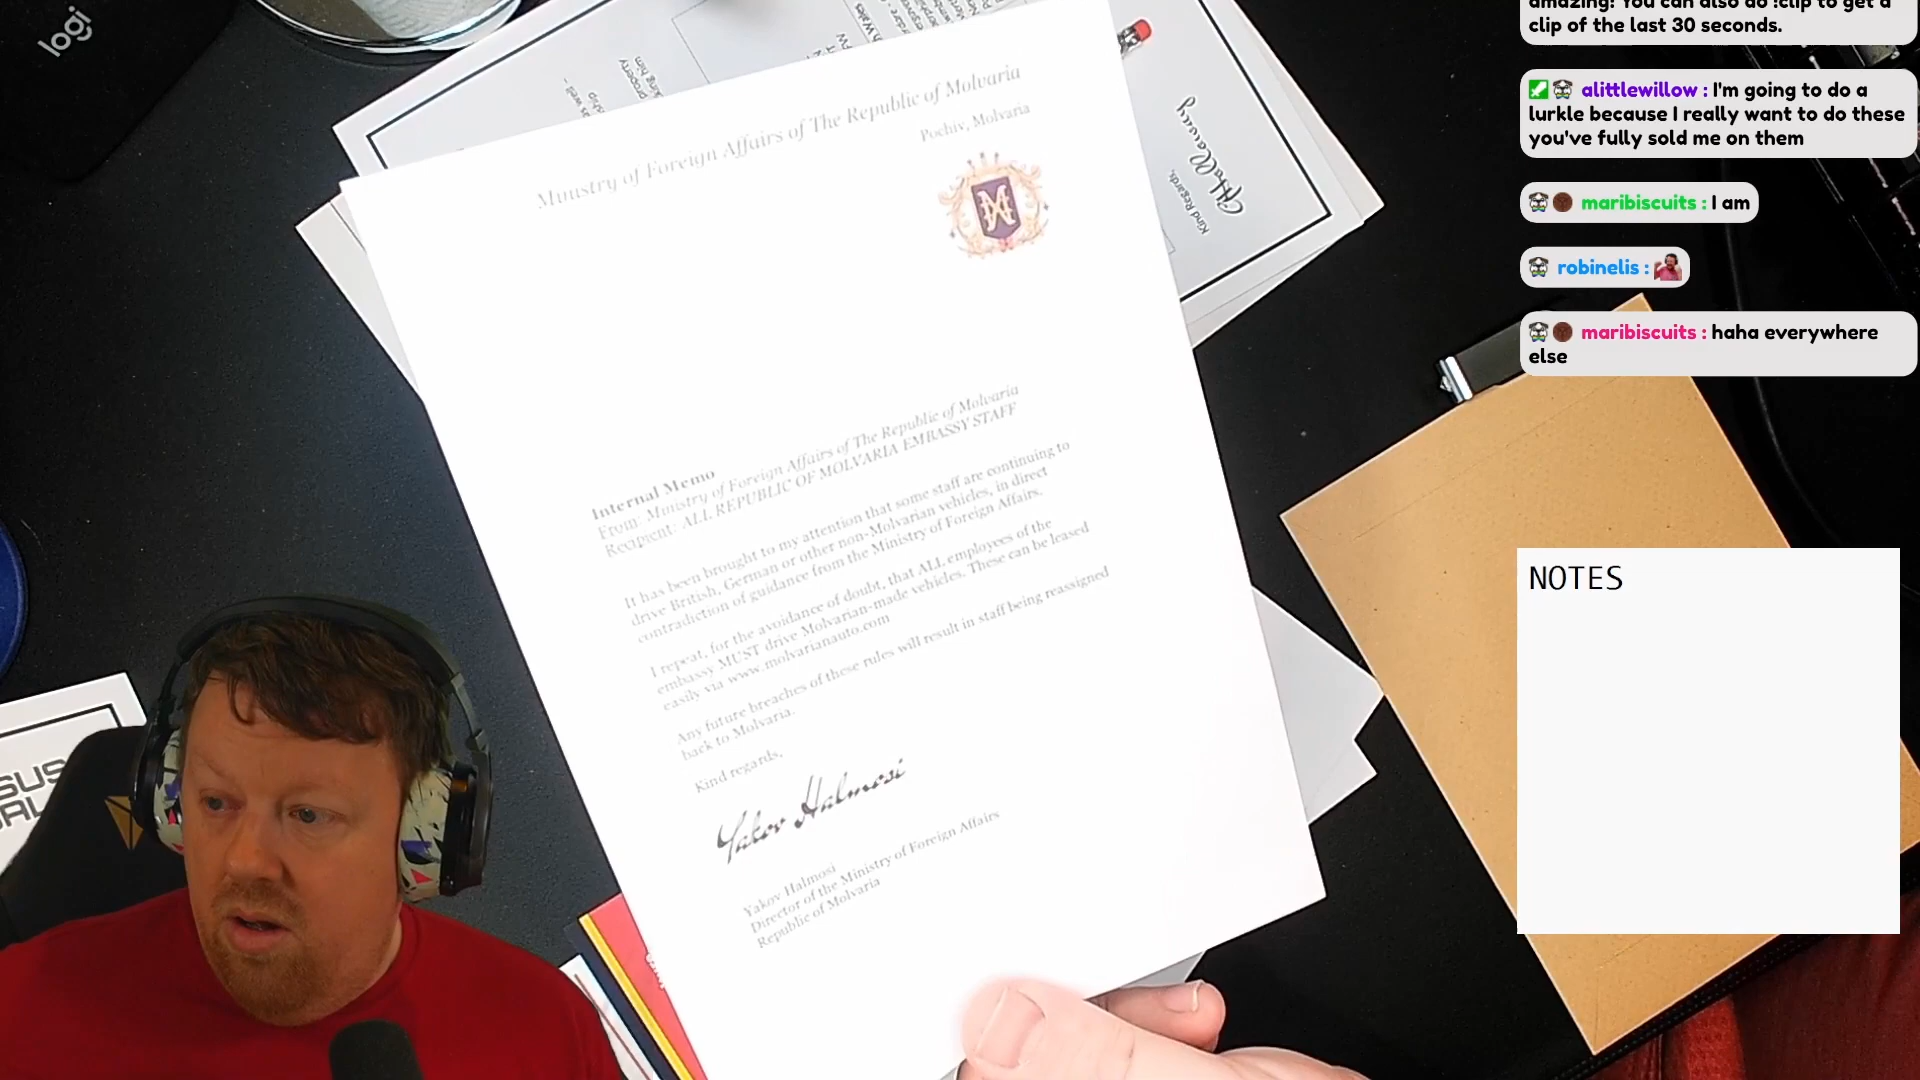 logi
property
king him
as well
ship
h Wales
Kind Regards,
Ministry of Foreign Affairs of The Republic of Molvaria
Pochiv, Molvaria
M
Internal Memo
From: Ministry of Foreign Affairs of The Republic of Molvaria
Recipient: ALL REPUBLIC OF MOLVARIA EMBASSY STAFF
It has been brought to my attention that some staff are continuing to
drive British, German or other non-Molvarian vehicles, in direct
contradiction of guidance from the Ministry of Foreign Affairs.
I repeat, for the avoidance of doubt, that ALL employees of the
embassy MUST drive Molvarian-made vehicles. These can be leased
easily via www.molvarianauto.com
Any future breaches of these rules will result in staff being reassigned
back to Molvaria.
Kind regards,
Yakov Halmosi
Yakov Halmosi
Director of the Ministry of Foreign Affairs
Republic of Molvaria
amazing! You can also do !clip to get a
clip of the last 30 seconds.
alittlewillow : I'm going to do a
lurkle because I really want to do these
you've fully sold me on them
maribiscuits : I am
robinelis :
maribiscuits : haha everywhere
else
NOTES